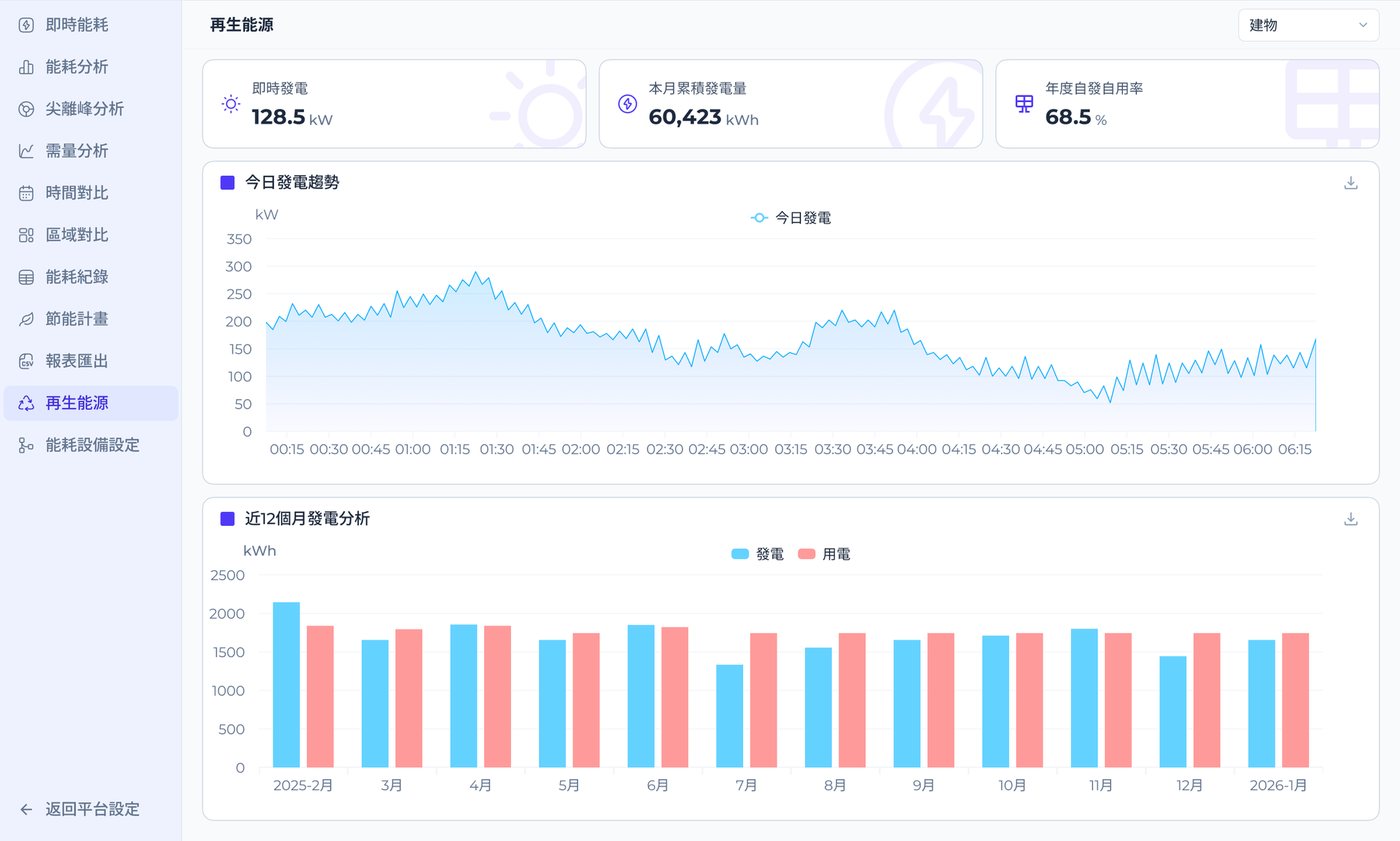 即時能耗
能耗分析
尖離峰分析
需量分析
時間對比
區域對比
能耗紀錄
節能計畫
CSV 報表匯出
再生能源
能耗設備設定
返回平台設定
再生能源
建物
即時發電
128.5 kW
本月累積發電量
60,423 kWh
年度自發自用率
68.5 %
今日發電趨勢
kW
今日發電
350
300
250
200
150
100
50
0
00:15 00:30 00:45 01:00 01:15 01:30 01:45 02:00 02:15 02:30 02:45 03:00 03:15 03:30 03:45 04:00 04:15 04:30 04:45 05:00 05:15 05:30 05:45 06:00 06:15
近12個月發電分析
kWh
發電 用電
2500
2000
1500
1000
500
0
2025-2月 3月 4月 5月 6月 7月 8月 9月 10月 11月 12月 2026-1月